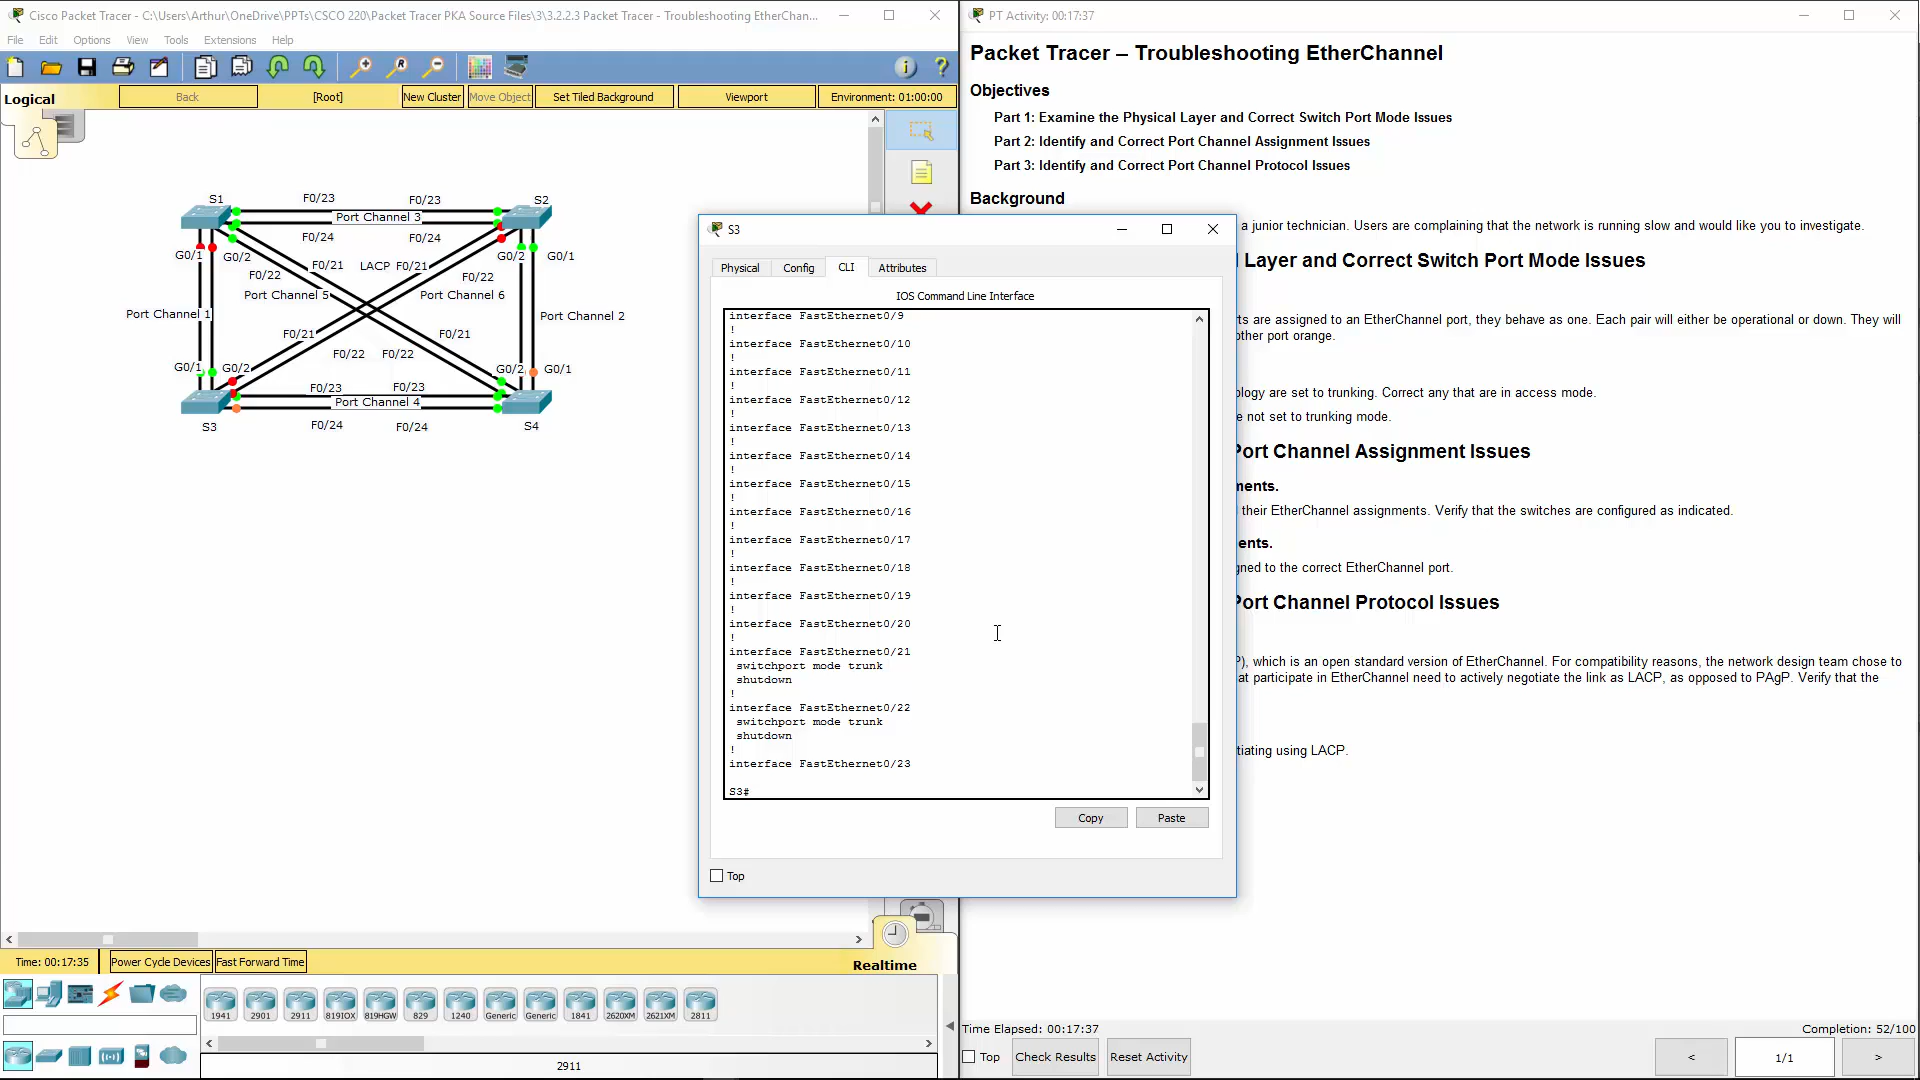 Cisco Packet Tracer - C:\Users\Arthur\OneDrive\PPTs\CSCO 220\Packet Tracer PKA Source Files\3\3.2.2.3 Packet Tracer - Troubleshooting EtherChan...
File Edit Options View Tools Extensions Help
Logical
Back
[Root]
New Cluster
Move Object
Set Tiled Background
Viewport
Environment: 01:00:00
S1
F0/23
F0/23
S2
Port Channel 3
F0/24
F0/24
G0/1
G0/2
G0/2
G0/1
F0/22
F0/21
LACP
F0/21
F0/22
Port Channel 5
Port Channel 6
Port Channel 1
Port Channel 2
F0/21
F0/21
F0/22
F0/22
G0/1
G0/2
G0/2
G0/1
F0/23
F0/23
Port Channel 4
S3
F0/24
F0/24
S4
S3
Physical
Config
CLI
Attributes
IOS Command Line Interface
interface FastEthernet0/9
!
interface FastEthernet0/10
!
interface FastEthernet0/11
!
interface FastEthernet0/12
!
interface FastEthernet0/13
!
interface FastEthernet0/14
!
interface FastEthernet0/15
!
interface FastEthernet0/16
!
interface FastEthernet0/17
!
interface FastEthernet0/18
!
interface FastEthernet0/19
!
interface FastEthernet0/20
!
interface FastEthernet0/21
switchport mode trunk
shutdown
!
interface FastEthernet0/22
switchport mode trunk
shutdown
!
interface FastEthernet0/23
S3#
Copy
Paste
Top
Time: 00:17:35
Power Cycle Devices
Fast Forward Time
Realtime
1941
2901
2911
819IOX
819HGW
829
1240
Generic
Generic
1841
2620XM
2621XM
2811
2911
PT Activity: 00:17:37
Packet Tracer – Troubleshooting EtherChannel
Objectives
Part 1: Examine the Physical Layer and Correct Switch Port Mode Issues
Part 2: Identify and Correct Port Channel Assignment Issues
Part 3: Identify and Correct Port Channel Protocol Issues
Background
a junior technician. Users are complaining that the network is running slow and would like you to investigate.
Layer and Correct Switch Port Mode Issues
rts are assigned to an EtherChannel port, they behave as one. Each pair will either be operational or down. They will
other port orange.
ology are set to trunking. Correct any that are in access mode.
e not set to trunking mode.
Port Channel Assignment Issues
ments.
their EtherChannel assignments. Verify that the switches are configured as indicated.
ents.
gned to the correct EtherChannel port.
Port Channel Protocol Issues
P), which is an open standard version of EtherChannel. For compatibility reasons, the network design team chose to
at participate in EtherChannel need to actively negotiate the link as LACP, as opposed to PAgP. Verify that the
tiating using LACP.
Time Elapsed: 00:17:37
Completion: 52/100
Top
Check Results
Reset Activity
<
1/1
>